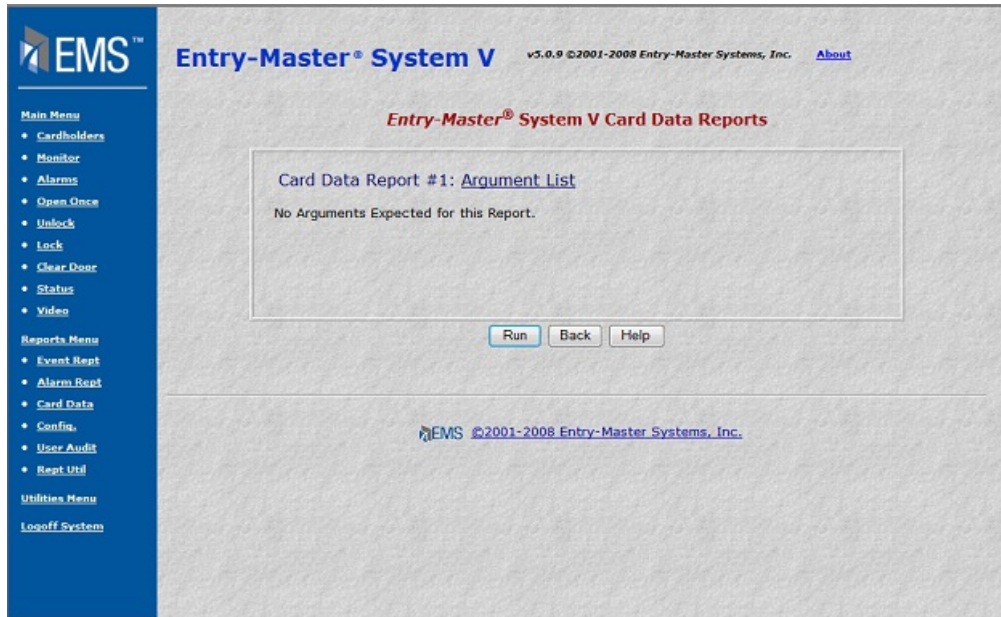 EMS™
Entry-Master® System V v5.0.9 ©2001-2008 Entry-Master Systems, Inc. About
Main Menu
Cardholders
Monitor
Alarms
Open Once
Unlock
Lock
Clear Door
Status
Video
Reports Menu
Event Rept
Alarm Rept
Card Data
Config.
User Audit
Rept Util
Utilities Menu
Logoff System
Entry-Master® System V Card Data Reports
Card Data Report #1: Argument List
No Arguments Expected for this Report.
Run Back Help
EMS ©2001-2008 Entry-Master Systems, Inc.